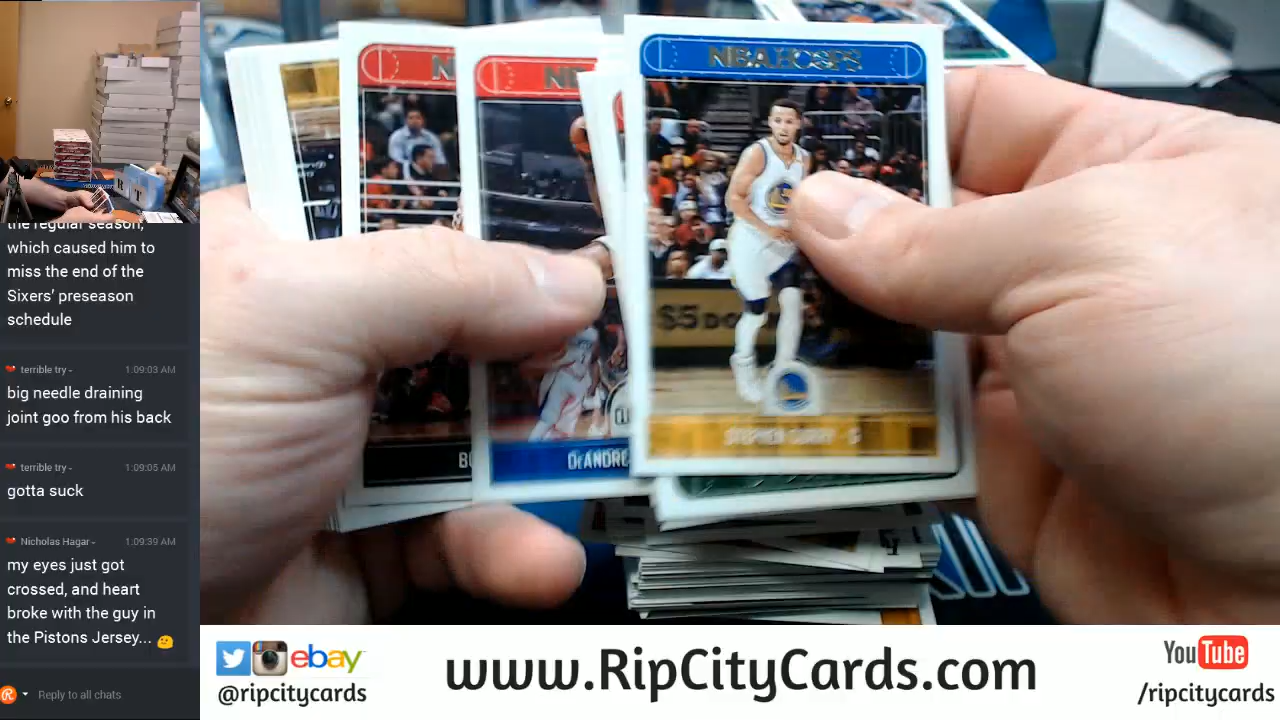 the regular season,
which caused him to
miss the end of the
Sixers' preseason
schedule
terrible try - 1:09:03 AM
big needle draining
joint goo from his back
terrible try - 1:09:05 AM
gotta suck
Nicholas Hagar - 1:09:39 AM
my eyes just got
crossed, and heart
broke with the guy in
the Pistons Jersey...
Reply to all chats
NBA HOOPS
$5 DO
STEPHEN CURRY - G
DeANDRE
ebay
@ripcitycards
www.RipCityCards.com
YouTube
/ripcitycards